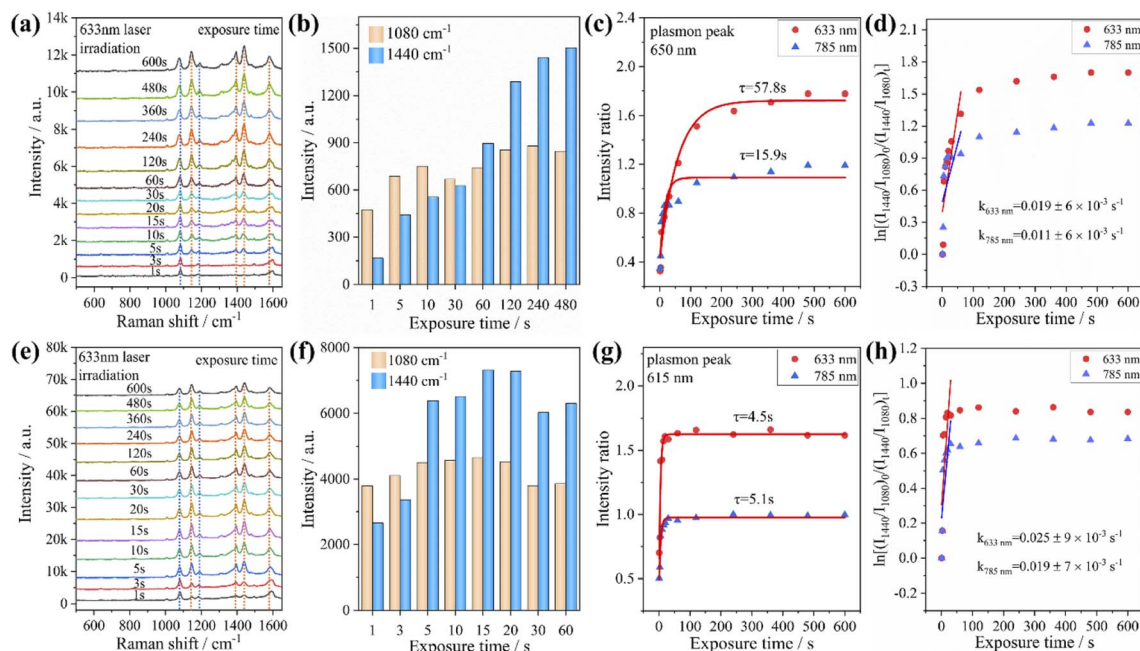 (a)
633nm laser
irradiation
exposure time
600s
480s
360s
240s
120s
60s
30s
20s
15s
10s
5s
3s
1s
12k
10k
8k
6k
4k
2k
0
Intensity / a.u.
600 800 1000 1200 1400 1600
Raman shift / cm⁻¹
(b)
1080 cm⁻¹
1440 cm⁻¹
1500
1200
900
600
300
0
Intensity / a.u.
1 5 10 30 60 120 240 480
Exposure time / s
(c)
plasmon peak
650 nm
633 nm
785 nm
τ=57.8s
τ=15.9s
2.4
2.0
1.6
1.2
0.8
0.4
Intensity ratio
0 100 200 300 400 500 600
Exposure time / s
(d)
633 nm
785 nm
k633 nm=0.019 ± 6 × 10⁻³ s⁻¹
k785 nm=0.011 ± 6 × 10⁻³ s⁻¹
2.4
1.8
1.2
0.6
0.0
-0.3
ln[(I1440/I1080)0/(I1440/I1080)t]
0 100 200 300 400 500 600
Exposure time / s
(e)
633nm laser
irradiation
exposure time
600s
480s
360s
240s
120s
60s
30s
20s
15s
10s
5s
3s
1s
80k
70k
60k
50k
40k
30k
20k
10k
0
Intensity / a.u.
600 800 1000 1200 1400 1600
Raman shift / cm⁻¹
(f)
1080 cm⁻¹
1440 cm⁻¹
8000
6000
4000
2000
0
Intensity / a.u.
1 3 5 10 15 20 30 60
Exposure time / s
(g)
plasmon peak
615 nm
633 nm
785 nm
τ=4.5s
τ=5.1s
2.0
1.5
1.0
0.5
Intensity ratio
0 100 200 300 400 500 600
Exposure time / s
(h)
633 nm
785 nm
k633 nm=0.025 ± 9 × 10⁻³ s⁻¹
k785 nm=0.019 ± 7 × 10⁻³ s⁻¹
1.2
1.0
0.8
0.6
0.4
0.2
0.0
-0.2
ln[(I1440/I1080)0/(I1440/I1080)t]
0 100 200 300 400 500 600
Exposure time / s